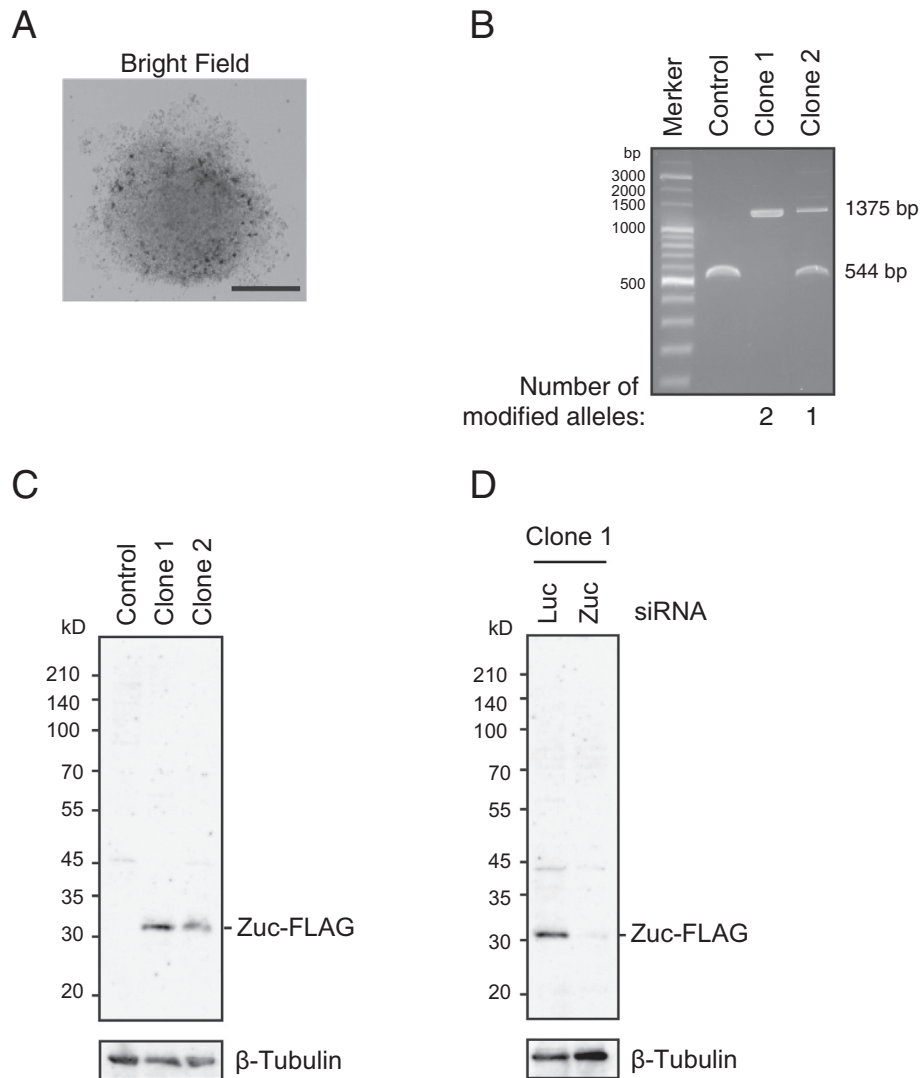 A
Bright Field
B
Merker
Control
Clone 1
Clone 2
bp
3000
2000
1500
1000
500
1375 bp
544 bp
Number of
modified alleles:
2 1
C
Control
Clone 1
Clone 2
kD
210
140
100
70
55
45
35
30
20
Zuc-FLAG
β-Tubulin
D
Clone 1
Luc
Zuc
siRNA
kD
210
140
100
70
55
45
35
30
20
Zuc-FLAG
β-Tubulin